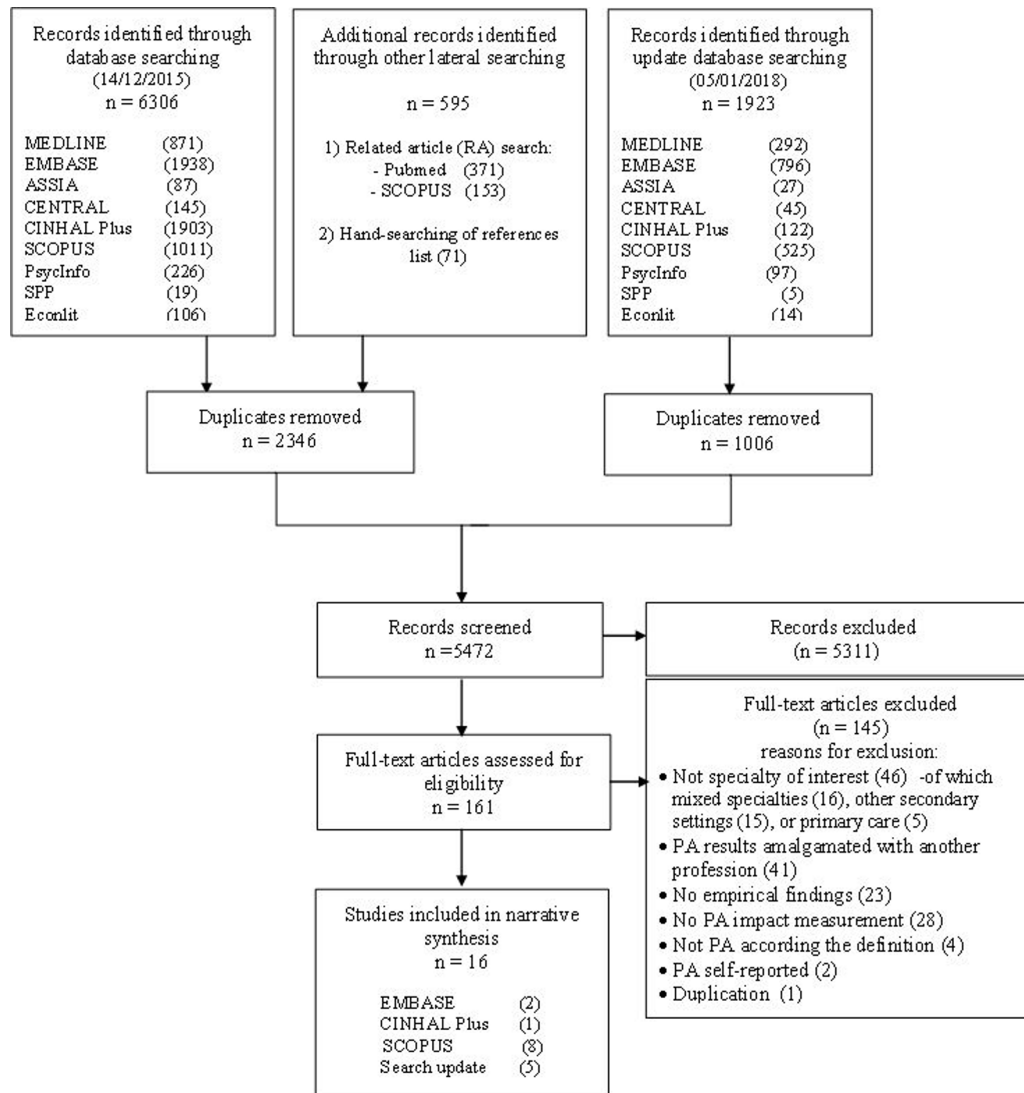 Records identified through
database searching
(14/12/2015)
n = 6306
MEDLINE (871)
EMBASE (1938)
ASSIA (87)
CENTRAL (145)
CINHAL Plus (1903)
SCOPUS (1011)
PsycInfo (226)
SPP (19)
Econlit (106)
Additional records identified
through other lateral searching
n = 595
1) Related article (RA) search:
- Pubmed (371)
- SCOPUS (153)
2) Hand-searching of references
list (71)
Records identified through
update database searching
(05/01/2018)
n = 1923
MEDLINE (292)
EMBASE (796)
ASSIA (27)
CENTRAL (45)
CINHAL Plus (122)
SCOPUS (525)
PsycInfo (97)
SPP (5)
Econlit (14)
Duplicates removed
n = 2346
Duplicates removed
n = 1006
Records screened
n =5472
Records excluded
(n = 5311)
Full-text articles assessed for
eligibility
n = 161
Full-text articles excluded
(n = 145)
reasons for exclusion:
• Not specialty of interest (46) -of which
mixed specialties (16), other secondary
settings (15), or primary care (5)
• PA results amalgamated with another
profession (41)
• No empirical findings (23)
• No PA impact measurement (28)
• Not PA according the definition (4)
• PA self-reported (2)
• Duplication (1)
Studies included in narrative
synthesis
n = 16
EMBASE (2)
CINHAL Plus (1)
SCOPUS (8)
Search update (5)